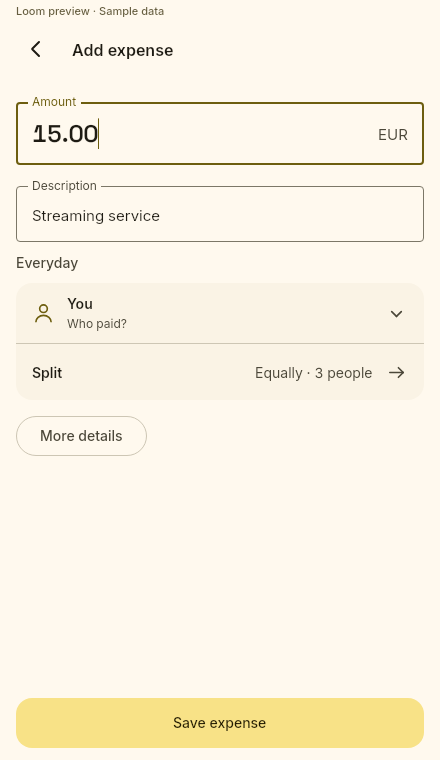 Loom preview · Sample data
Add expense
Amount
15.00 EUR
Description
Streaming service
Everyday
You
Who paid?
Split Equally · 3 people
More details
Save expense